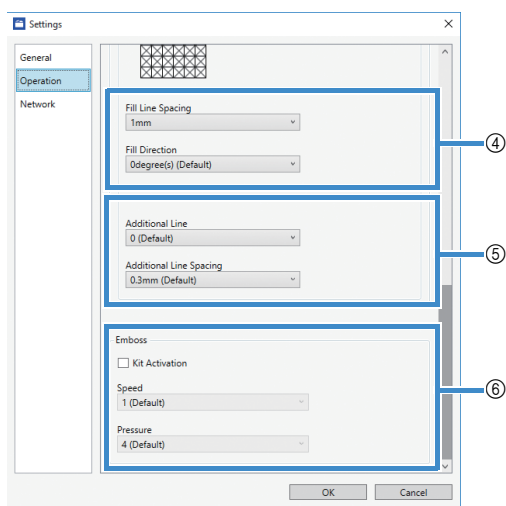 Settings
General
Operation
Network
Fill Line Spacing
1mm
Fill Direction
0degree(s) (Default)
④
Additional Line
0 (Default)
Additional Line Spacing
0.3mm (Default)
⑤
Emboss
Kit Activation
Speed
1 (Default)
Pressure
4 (Default)
⑥
OK
Cancel